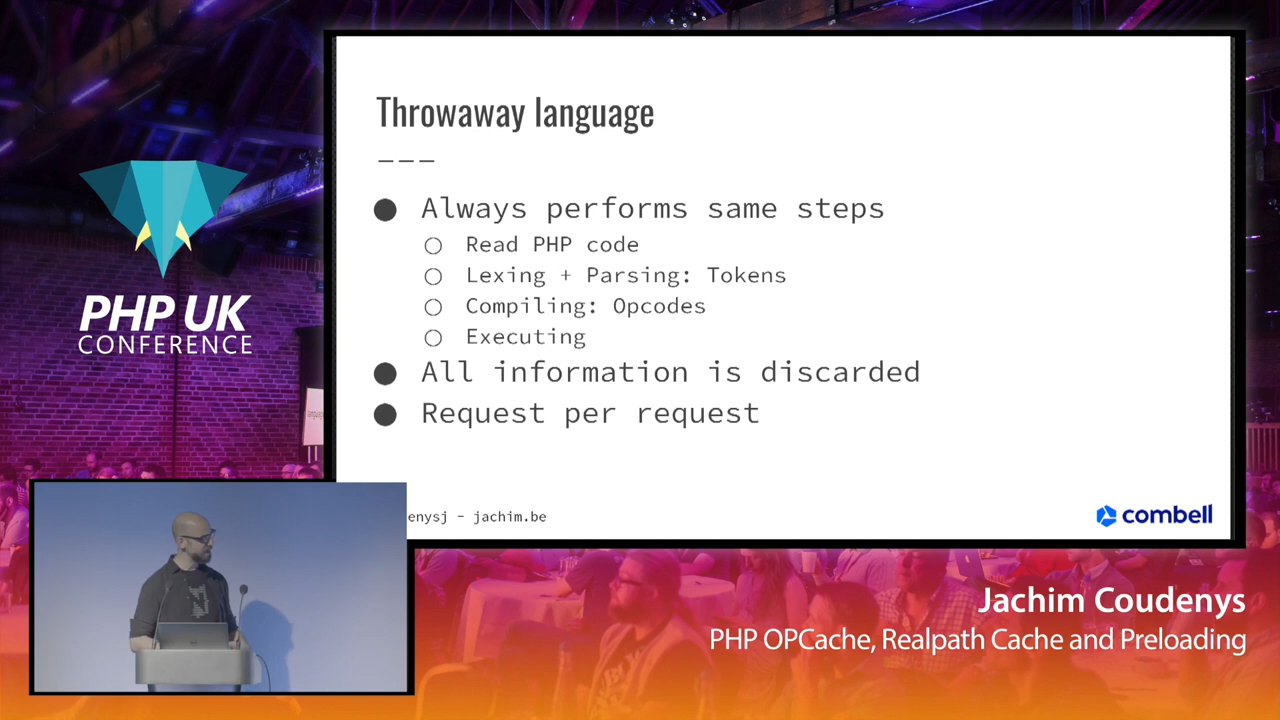 Throwaway language
———
● Always performs same steps
○ Read PHP code
○ Lexing + Parsing: Tokens
○ Compiling: Opcodes
○ Executing
● All information is discarded
● Request per request
enysj - jachim.be
combell
PHP UK
CONFERENCE
Jachim Coudenys
PHP OPCache, Realpath Cache and Preloading